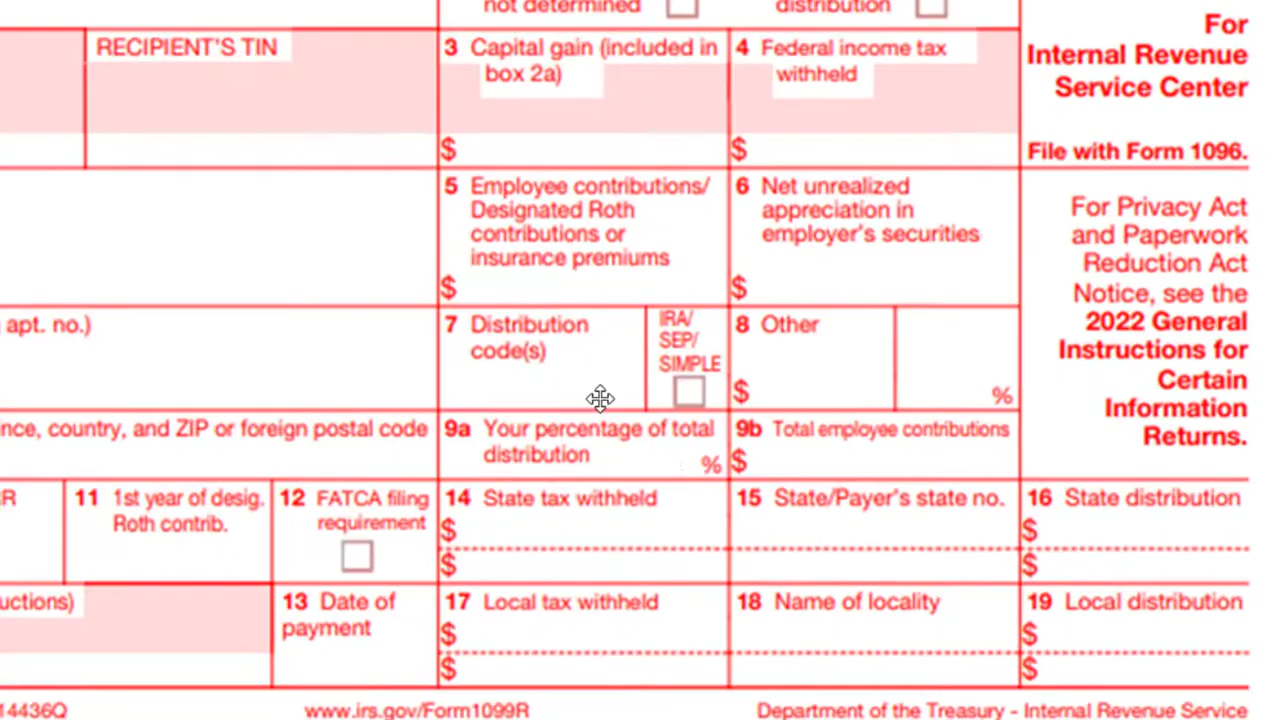 not determined
distribution
For
Internal Revenue
Service Center
File with Form 1096.
RECIPIENT'S TIN
3 Capital gain (included in
box 2a)
$
4 Federal income tax
withheld
$
5 Employee contributions/
Designated Roth
contributions or
insurance premiums
$
6 Net unrealized
appreciation in
employer's securities
$
For Privacy Act
and Paperwork
Reduction Act
Notice, see the
2022 General
Instructions for
Certain
Information
Returns.
apt. no.)
7 Distribution
code(s)
IRA/
SEP/
SIMPLE
8 Other
$
%
nce, country, and ZIP or foreign postal code
9a Your percentage of total
distribution
%
9b Total employee contributions
$
R
11 1st year of desig.
Roth contrib.
12 FATCA filing
requirement
14 State tax withheld
$
$
15 State/Payer's state no.
16 State distribution
$
$
uctions)
13 Date of
payment
17 Local tax withheld
$
$
18 Name of locality
19 Local distribution
$
$
14436Q
www.irs.gov/Form1099R
Department of the Treasury - Internal Revenue Service